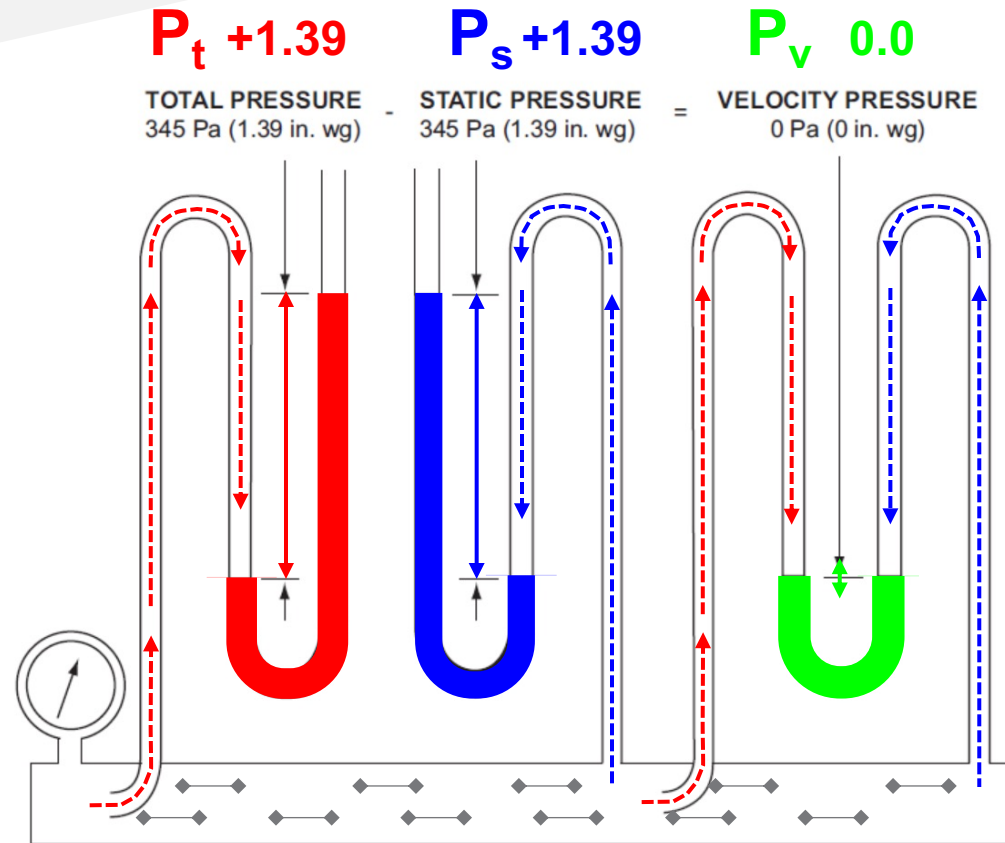 Pt +1.39 Ps +1.39 Pv 0.0
TOTAL PRESSURE - STATIC PRESSURE = VELOCITY PRESSURE
345 Pa (1.39 in. wg) 345 Pa (1.39 in. wg) 0 Pa (0 in. wg)